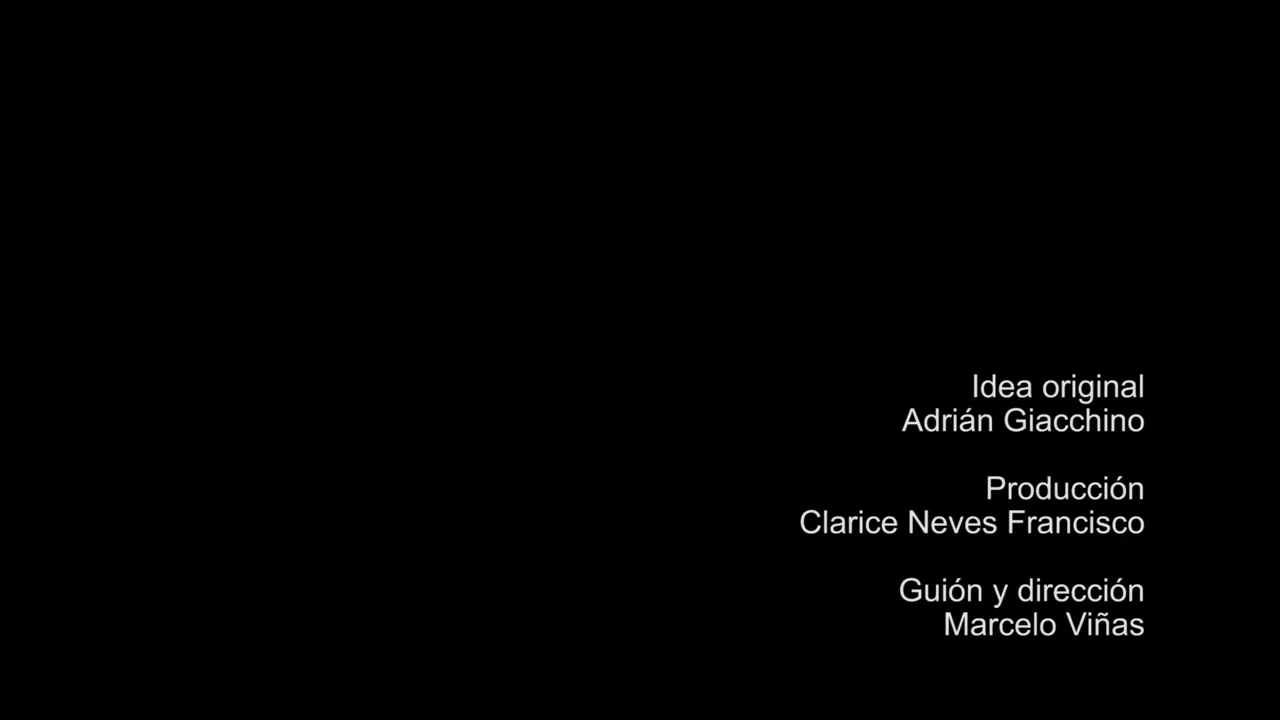 Idea original
Adrián Giacchino
Producción
Clarice Neves Francisco
Guión y dirección
Marcelo Viñas